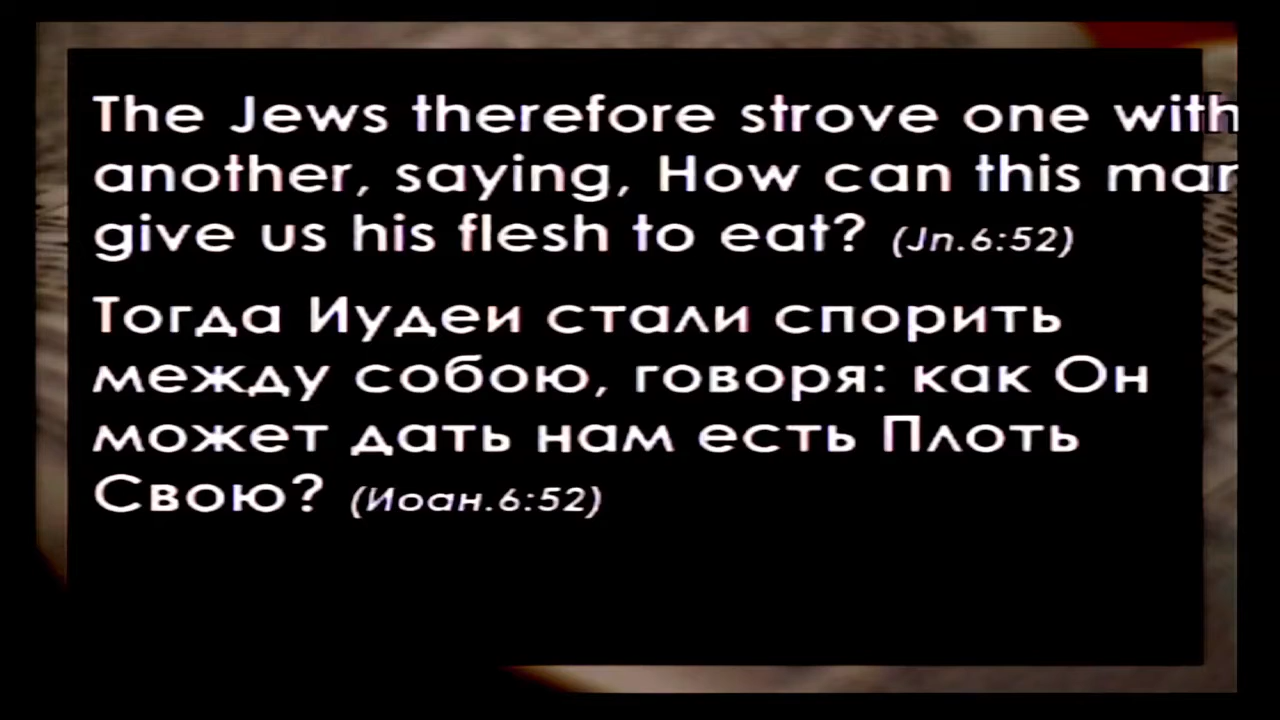 The Jews therefore strove one with
another, saying, How can this man
give us his flesh to eat? (Jn.6:52)
Тогда Иудеи стали спорить
между собою, говоря: как Он
может дать нам есть Плоть
Свою? (Иоан.6:52)